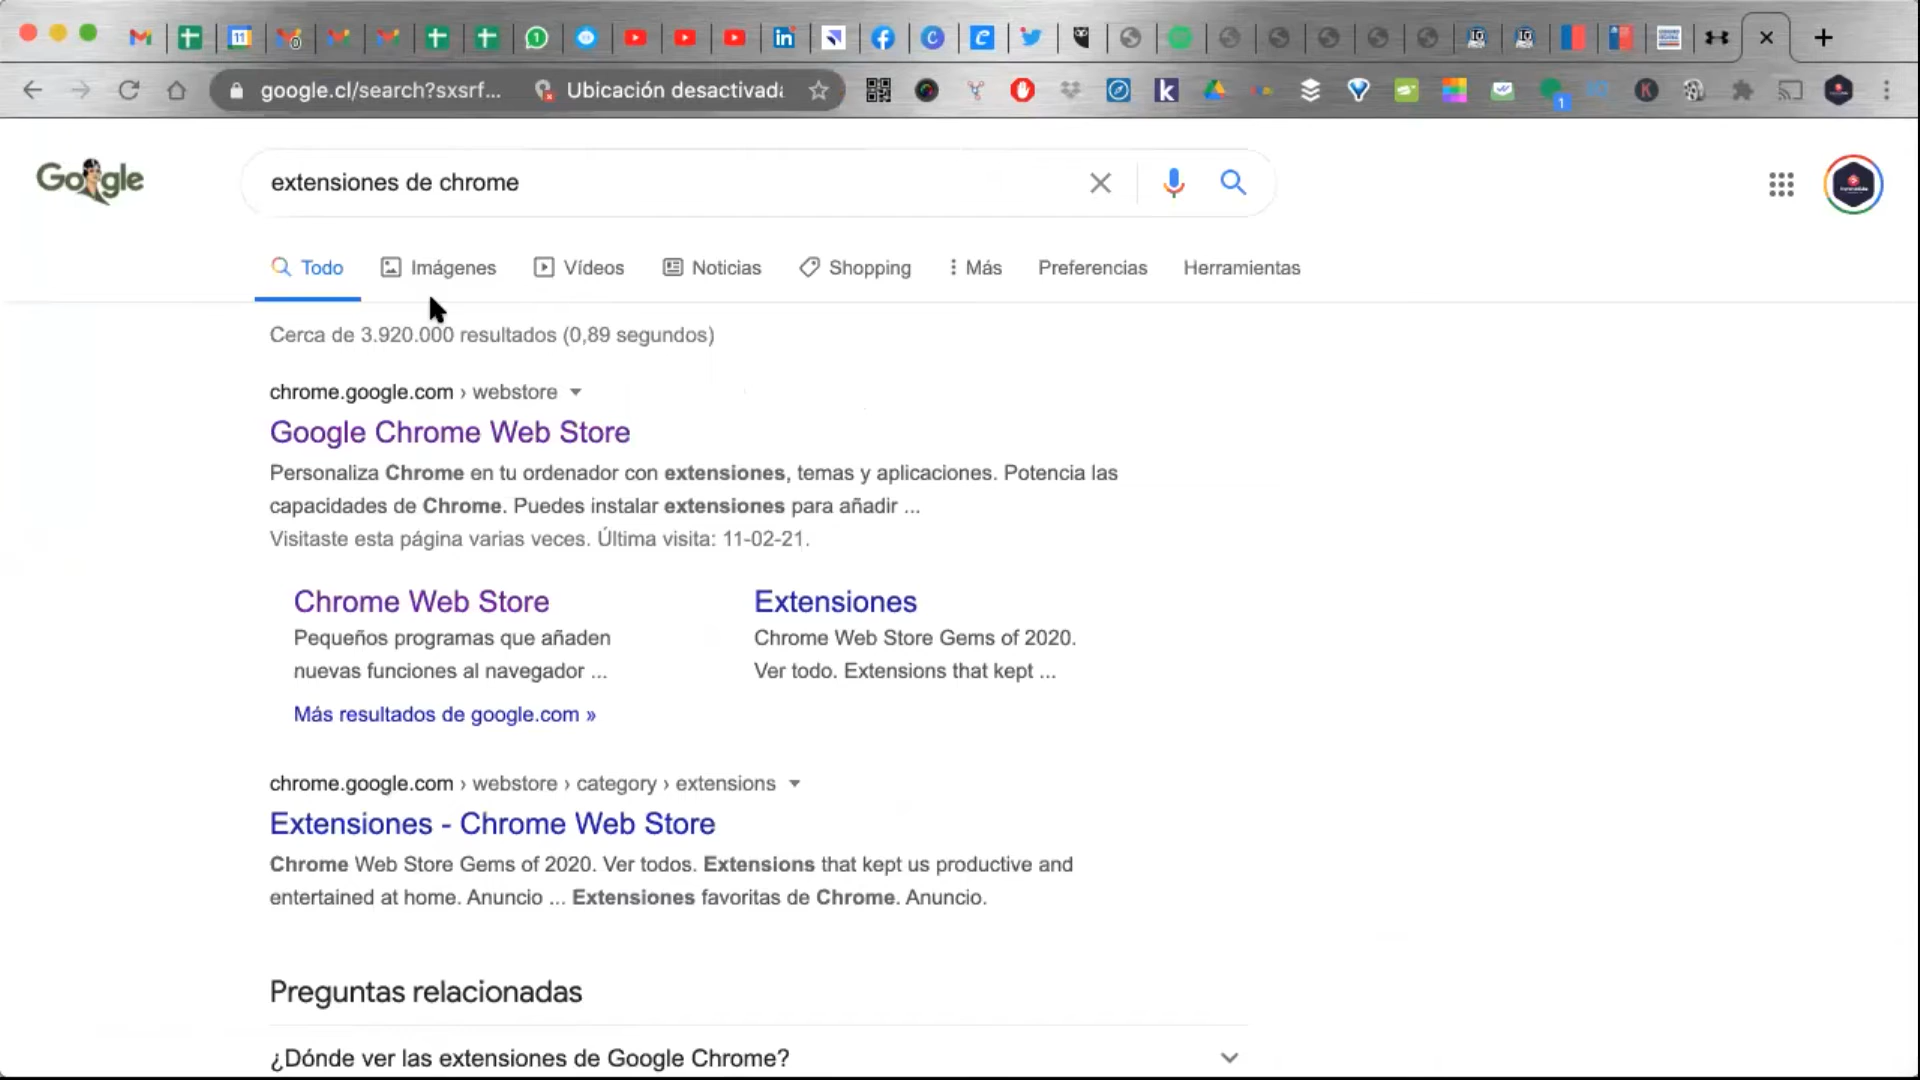 google.cl/search?sxsrf...
Ubicación desactivada
1
Google
extensiones de chrome
Todo
Imágenes
Vídeos
Noticias
Shopping
Más
Preferencias
Herramientas
Cerca de 3.920.000 resultados (0,89 segundos)
chrome.google.com › webstore
Google Chrome Web Store
Personaliza Chrome en tu ordenador con extensiones, temas y aplicaciones. Potencia las
capacidades de Chrome. Puedes instalar extensiones para añadir ...
Visitaste esta página varias veces. Última visita: 11-02-21.
Chrome Web Store
Pequeños programas que añaden
nuevas funciones al navegador ...
Extensiones
Chrome Web Store Gems of 2020.
Ver todo. Extensions that kept ...
Más resultados de google.com »
chrome.google.com › webstore › category › extensions
Extensiones - Chrome Web Store
Chrome Web Store Gems of 2020. Ver todos. Extensions that kept us productive and
entertained at home. Anuncio ... Extensiones favoritas de Chrome. Anuncio.
Preguntas relacionadas
¿Dónde ver las extensiones de Google Chrome?